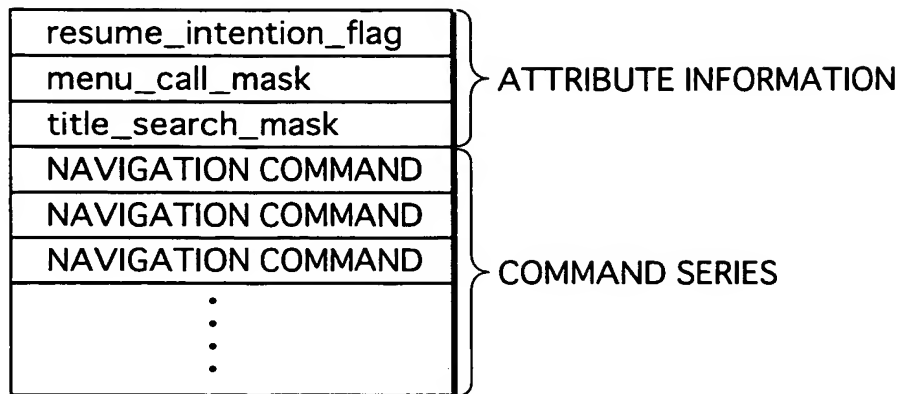 resume_intention_flag
menu_call_mask
title_search_mask
ATTRIBUTE INFORMATION
NAVIGATION COMMAND
NAVIGATION COMMAND
NAVIGATION COMMAND
COMMAND SERIES